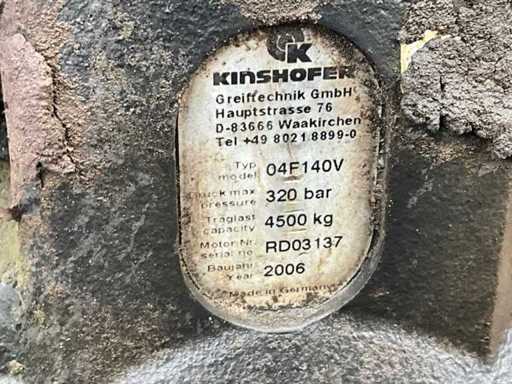 K
KINSHOFER
Greiftechnik GmbH
Hauptstrasse 76
D-83666 Waakirchen
Tel +49 8021 8899-0
Typ
model 04F140V
Druck max
pressure 320 bar
Traglast
capacity 4500 kg
Motor Nr.
serial no RD03137
Baujahr
Year 2006
Made in Germany